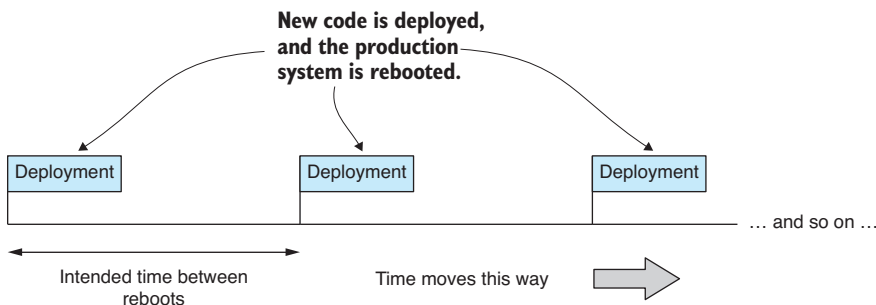 New code is deployed,
and the production
system is rebooted.
Deployment
Deployment
Deployment
… and so on …
Intended time between
reboots
Time moves this way